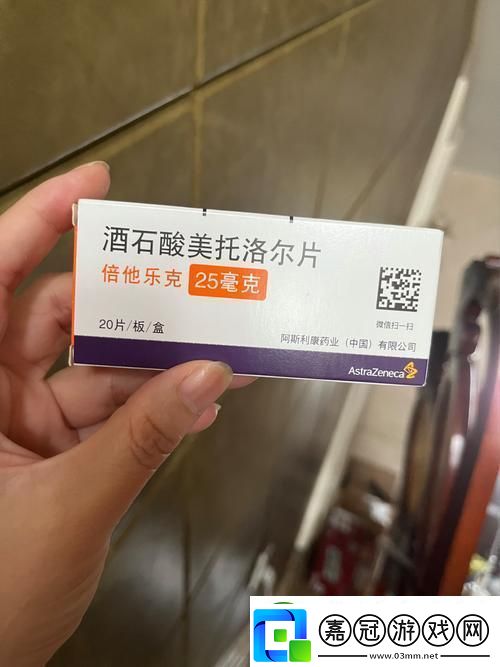 酒石酸美托洛尔片
倍他乐克 25毫克
微信扫一扫
20片/板/盒
阿斯利康药业（中国）有限公司
AstraZeneca
嘉冠游戏网
www.03mm.net